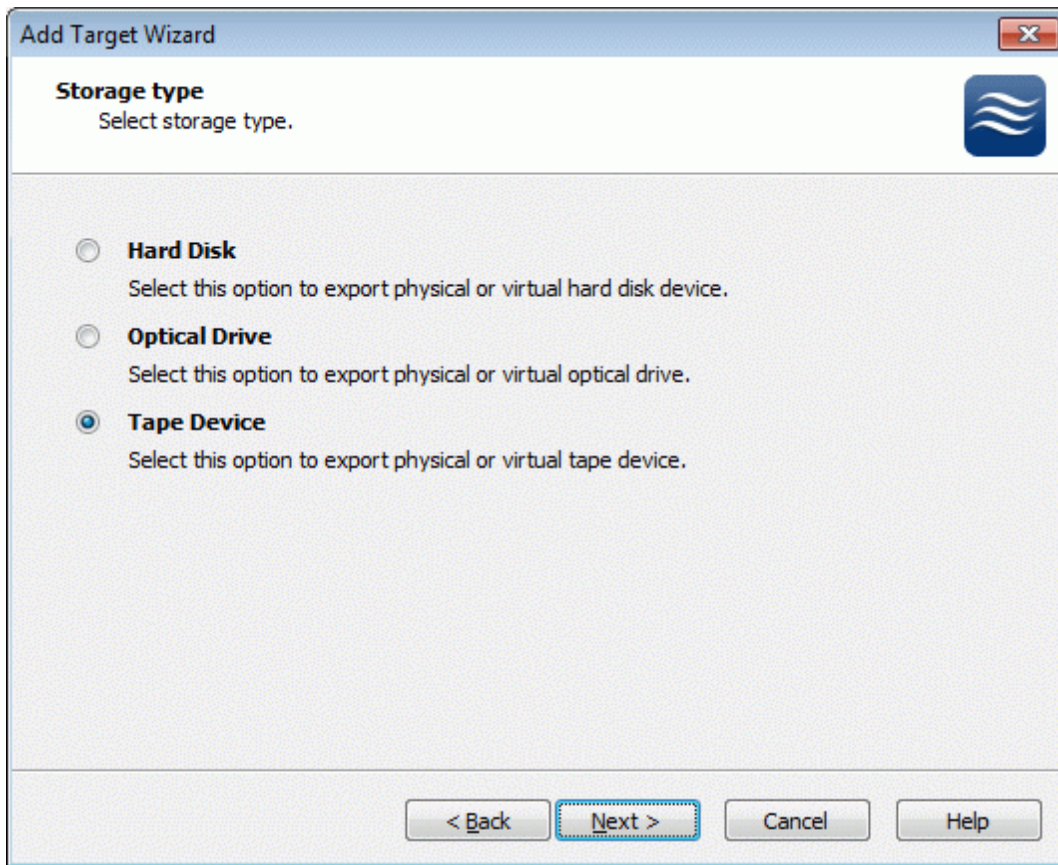 Add Target Wizard
Storage type
Select storage type.
Hard Disk
Select this option to export physical or virtual hard disk device.
Optical Drive
Select this option to export physical or virtual optical drive.
Tape Device
Select this option to export physical or virtual tape device.
< Back Next > Cancel Help